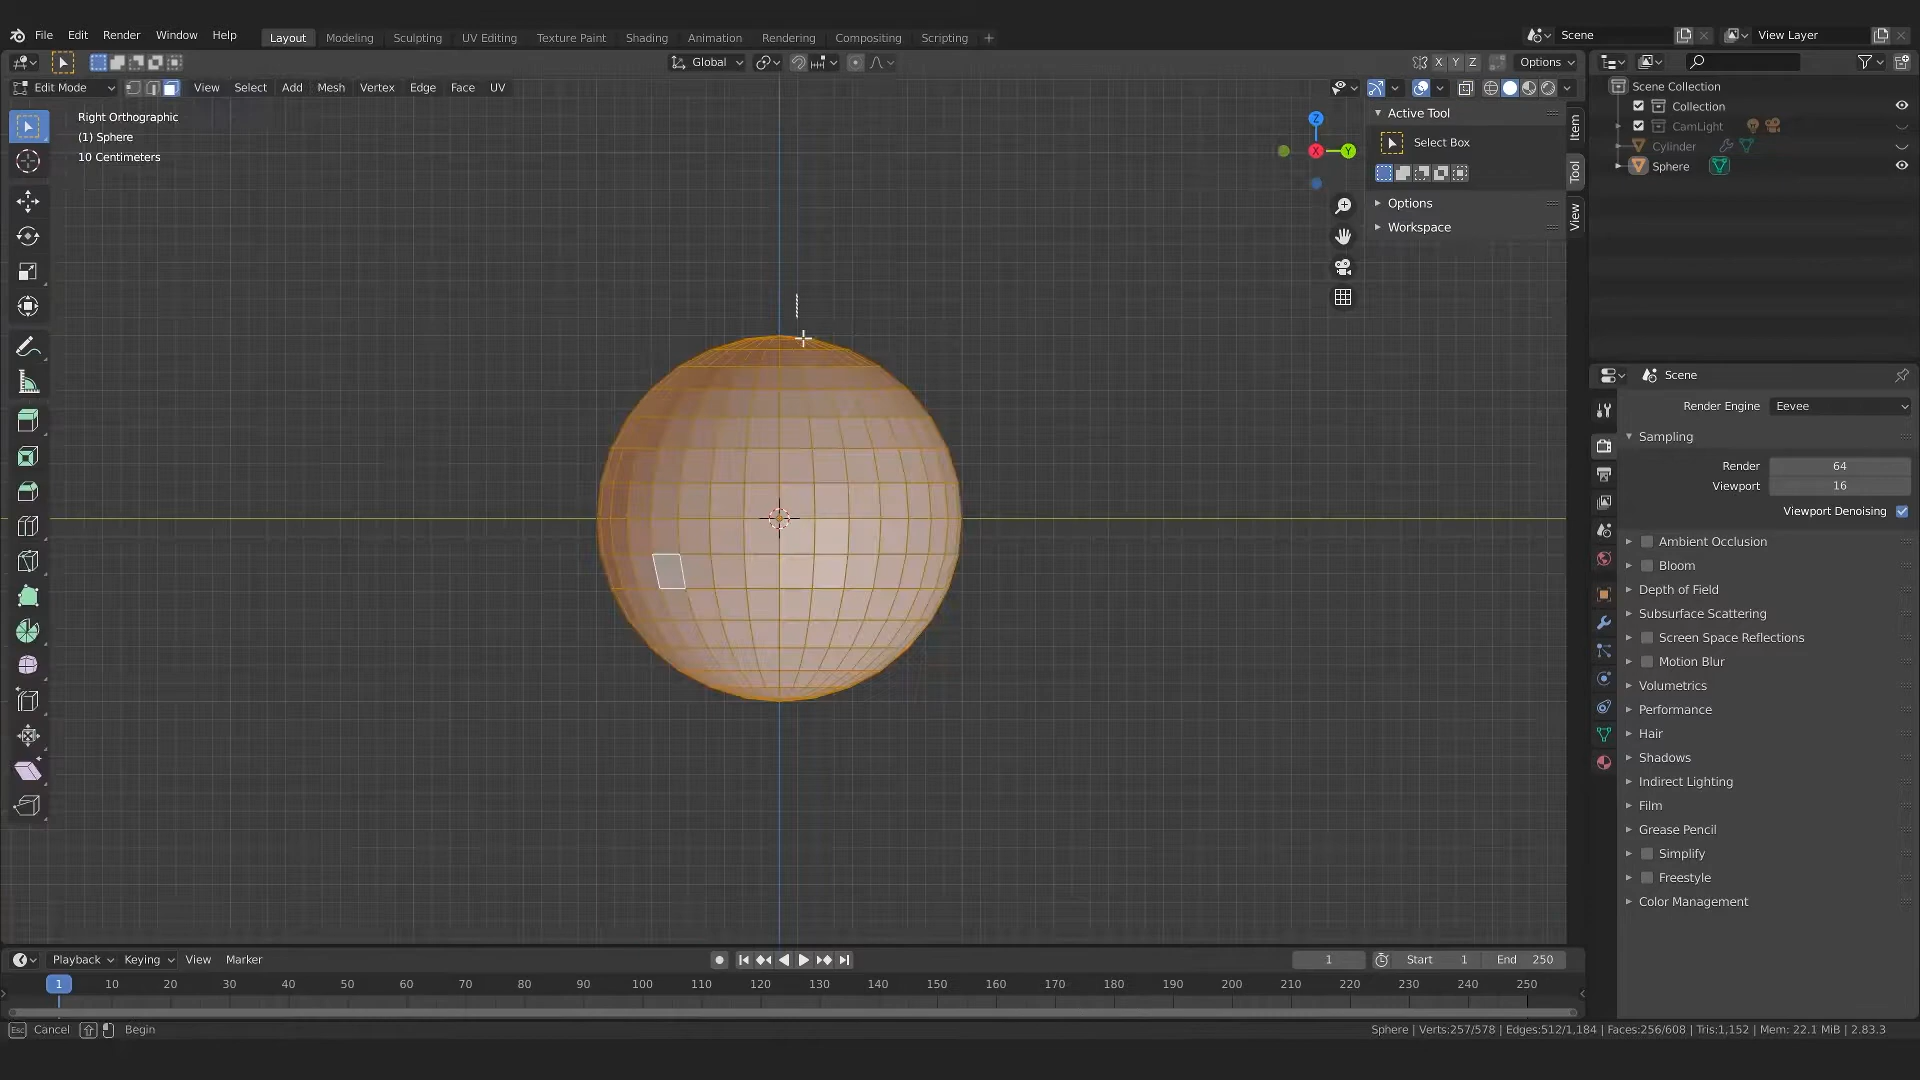 File Edit Render Window Help Layout Modeling Sculpting UV Editing Texture Paint Shading Animation Rendering Compositing Scripting + Scene View Layer
Global X Y Z Options
Edit Mode View Select Add Mesh Vertex Edge Face UV
Right Orthographic
(1) Sphere
10 Centimeters
Z
X
Y
Active Tool
Select Box
Options
Workspace
Item
Tool
View
Scene Collection
Collection
CamLight
Cylinder
Sphere
Scene
Render Engine Eevee
Sampling
Render 64
Viewport 16
Viewport Denoising
Ambient Occlusion
Bloom
Depth of Field
Subsurface Scattering
Screen Space Reflections
Motion Blur
Volumetrics
Performance
Hair
Shadows
Indirect Lighting
Film
Grease Pencil
Simplify
Freestyle
Color Management
Playback Keying View Marker 1 Start 1 End 250
1 10 20 30 40 50 60 70 80 90 100 110 120 130 140 150 160 170 180 190 200 210 220 230 240 250
Esc Cancel Begin Sphere | Verts:257/578 | Edges:512/1,184 | Faces:256/608 | Tris:1,152 | Mem: 22.1 MiB | 2.83.3